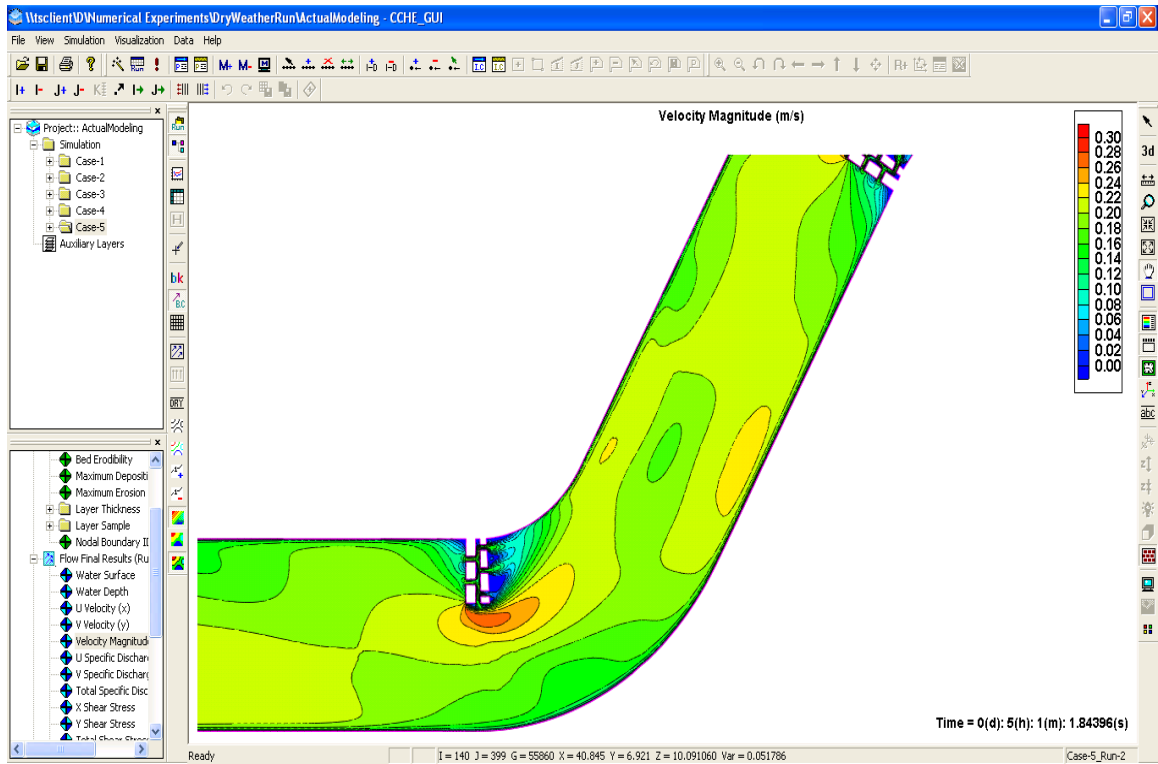 \\tsclient\D\Numerical Experiments\DryWeatherRun\ActualModeling - CCHE_GUI
File View Simulation Visualization Data Help
Project:: ActualModeling
Simulation
Case-1
Case-2
Case-3
Case-4
Case-5
Auxiliary Layers
Bed Erodibility
Maximum Depositi
Maximum Erosion
Layer Thickness
Layer Sample
Nodal Boundary II
Flow Final Results (Ru
Water Surface
Water Depth
U Velocity (x)
V Velocity (y)
Velocity Magnitud
U Specific Dischar
V Specific Discharg
Total Specific Disc
X Shear Stress
Y Shear Stress
Total Shear Stres
Run
M+ M-
I+ I- J+ J-
bk
B.C
DRY
R+
I.C
3d
abc
Velocity Magnitude (m/s)
0.30
0.28
0.26
0.24
0.22
0.20
0.18
0.16
0.14
0.12
0.10
0.08
0.06
0.04
0.02
0.00
Time = 0(d): 5(h): 1(m): 1.84396(s)
Ready
I = 140 J = 399 G = 55860 X = 40.845 Y = 6.921 Z = 10.091060 Var = 0.051786
Case-5_Run-2